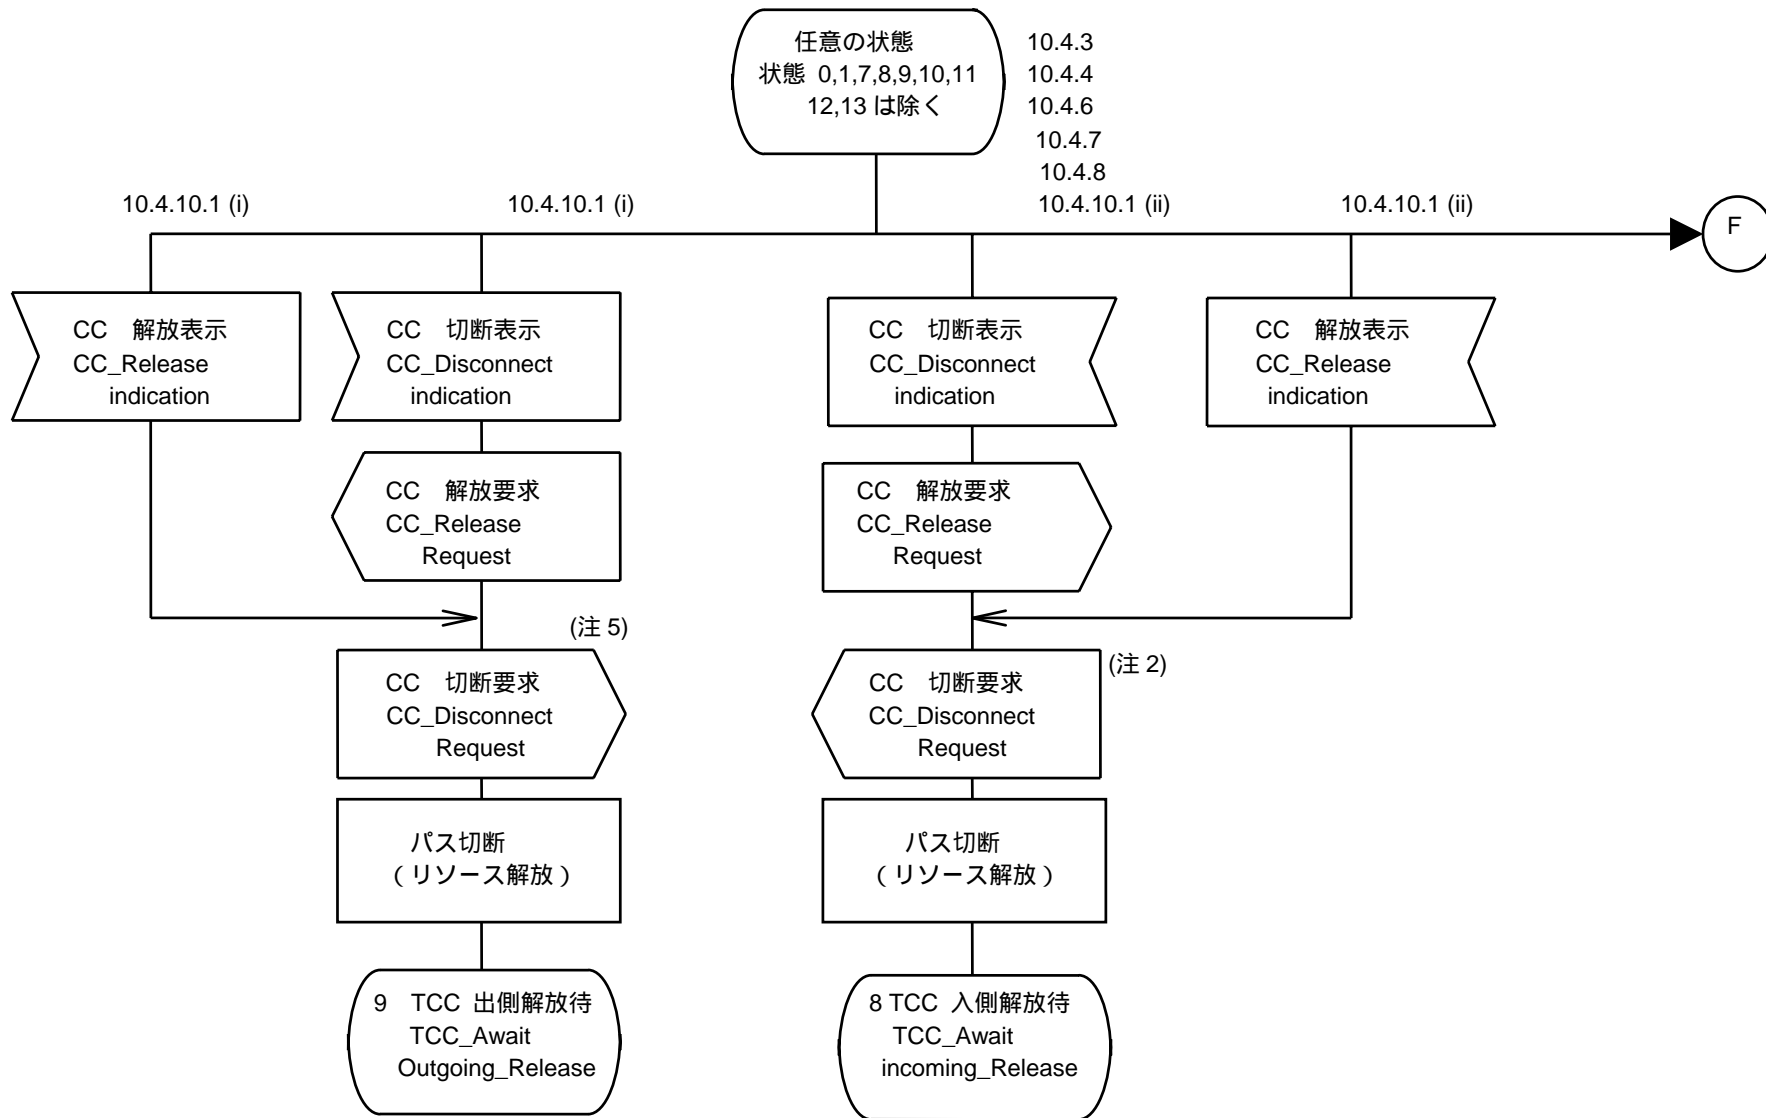 任意の状態
状態 0,1,7,8,9,10,11
12,13 は除く
10.4.3
10.4.4
10.4.6
10.4.7
10.4.8
10.4.10.1 (i)
10.4.10.1 (i)
10.4.10.1 (ii)
10.4.10.1 (ii)
F
CC 解放表示
CC_Release
indication
CC 切断表示
CC_Disconnect
indication
CC 切断表示
CC_Disconnect
indication
CC 解放表示
CC_Release
indication
CC 解放要求
CC_Release
Request
CC 解放要求
CC_Release
Request
(注 5)
(注 2)
CC 切断要求
CC_Disconnect
Request
CC 切断要求
CC_Disconnect
Request
パス切断
(リソース解放)
パス切断
(リソース解放)
9 TCC 出側解放待
TCC_Await
Outgoing_Release
8 TCC 入側解放待
TCC_Await
incoming_Release